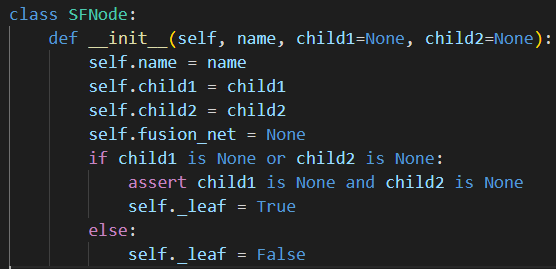 class SFNode:
    def __init__(self, name, child1=None, child2=None):
        self.name = name
        self.child1 = child1
        self.child2 = child2
        self.fusion_net = None
        if child1 is None or child2 is None:
            assert child1 is None and child2 is None
            self._leaf = True
        else:
            self._leaf = False